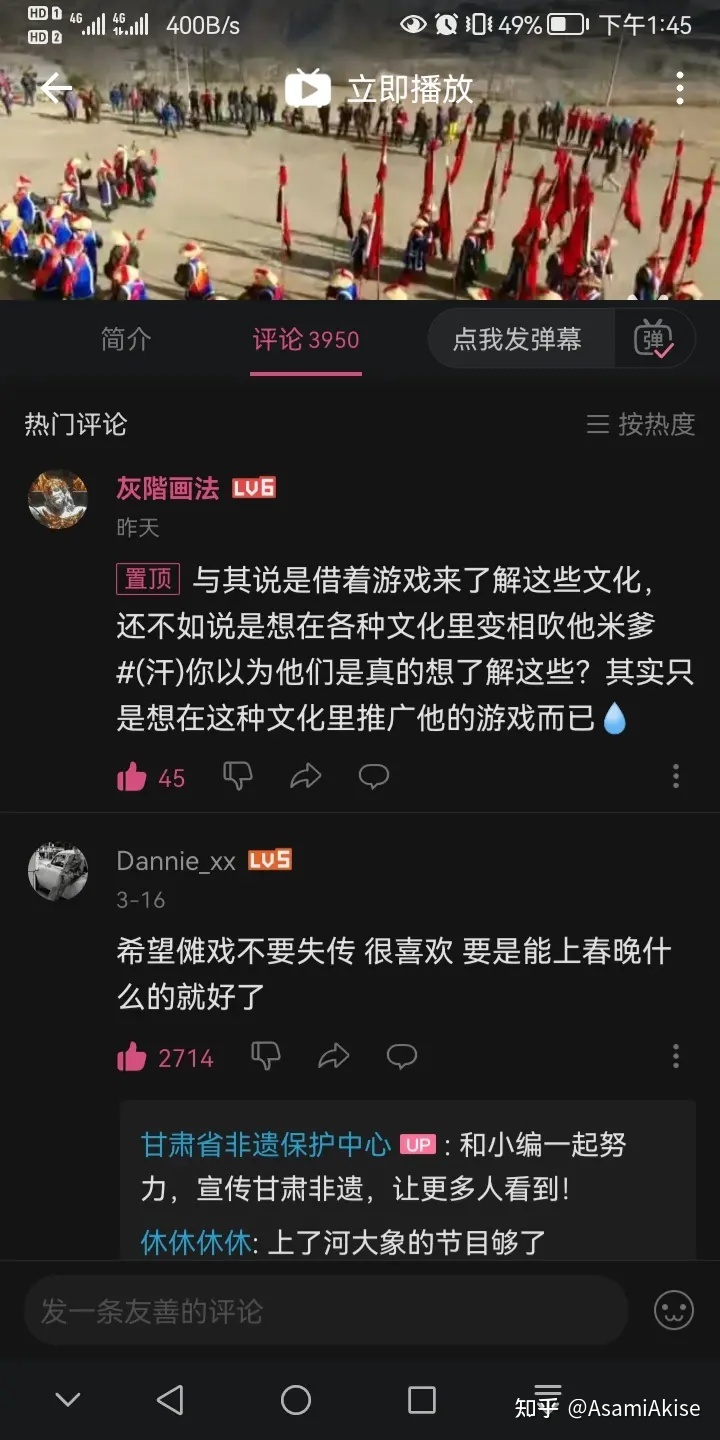 HD 1 4G 4G 400B/s 49% 下午1:45
HD 2
立即播放
简介 评论 3950 点我发弹幕 弹
热门评论 按热度
灰階画法 LV6
昨天
置顶 与其说是借着游戏来了解这些文化，
还不如说是想在各种文化里变相吹他米爹
#(汗)你以为他们是真的想了解这些？其实只
是想在这种文化里推广他的游戏而已
45
Dannie_xx LV5
3-16
希望傩戏不要失传 很喜欢 要是能上春晚什
么的就好了
2714
甘肃省非遗保护中心 UP : 和小编一起努
力，宣传甘肃非遗，让更多人看到！
休休休休: 上了河大象的节目够了
发一条友善的评论
知乎 @AsamiAkise